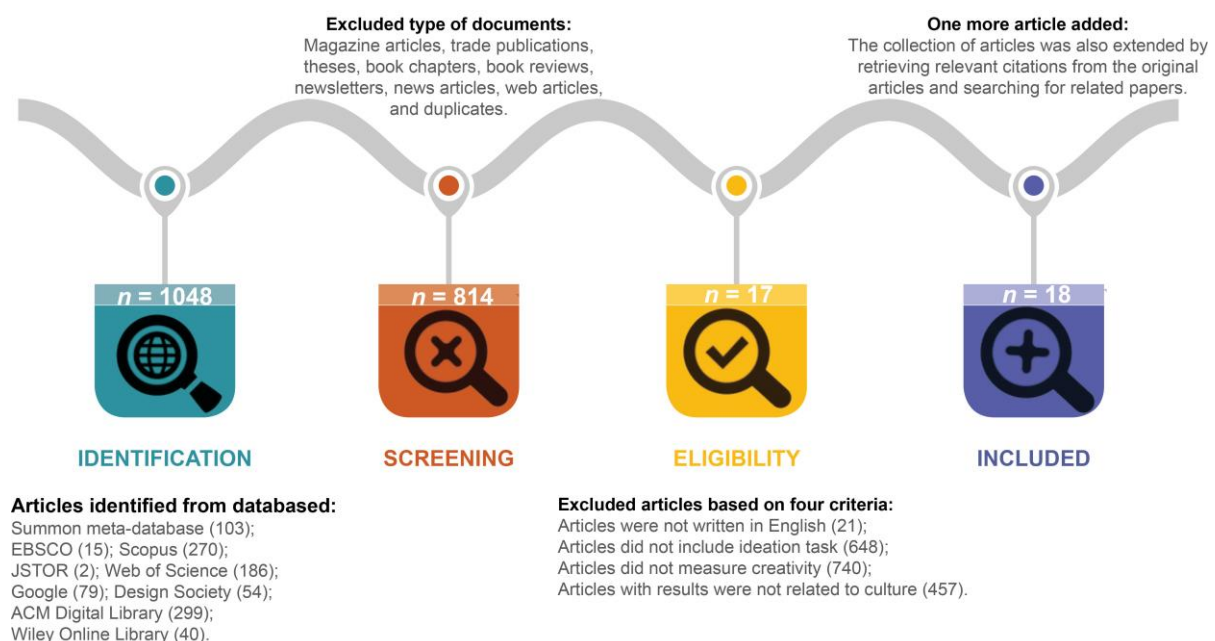 Excluded type of documents:
Magazine articles, trade publications,
theses, book chapters, book reviews,
newsletters, news articles, web articles,
and duplicates.
One more article added:
The collection of articles was also extended by
retrieving relevant citations from the original
articles and searching for related papers.
n = 1048
n = 814
n = 17
n = 18
IDENTIFICATION
SCREENING
ELIGIBILITY
INCLUDED
Articles identified from databased:
Summon meta-database (103);
EBSCO (15); Scopus (270);
JSTOR (2); Web of Science (186);
Google (79); Design Society (54);
ACM Digital Library (299);
Wiley Online Library (40).
Excluded articles based on four criteria:
Articles were not written in English (21);
Articles did not include ideation task (648);
Articles did not measure creativity (740);
Articles with results were not related to culture (457).